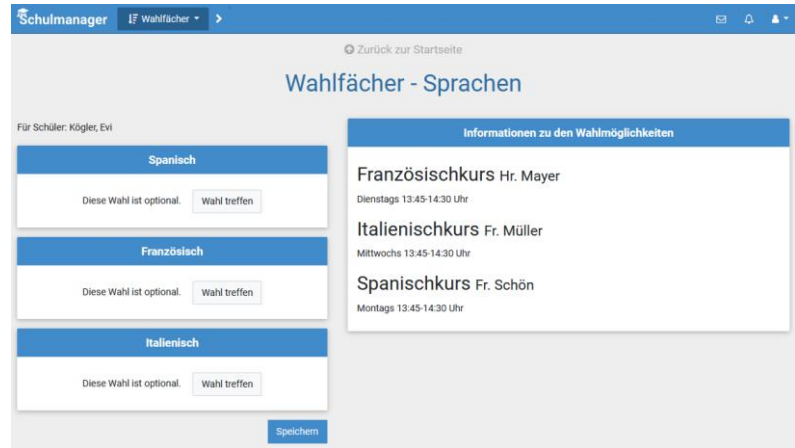 Schulmanager Wahlfächer
Zurück zur Startseite
Wahlfächer - Sprachen
Für Schüler: Kögler, Evi
Spanisch
Diese Wahl ist optional. Wahl treffen
Französisch
Diese Wahl ist optional. Wahl treffen
Italienisch
Diese Wahl ist optional. Wahl treffen
Speichern
Informationen zu den Wahlmöglichkeiten
Französischkurs Hr. Mayer
Dienstags 13:45-14:30 Uhr
Italienischkurs Fr. Müller
Mittwochs 13:45-14:30 Uhr
Spanischkurs Fr. Schön
Montags 13:45-14:30 Uhr